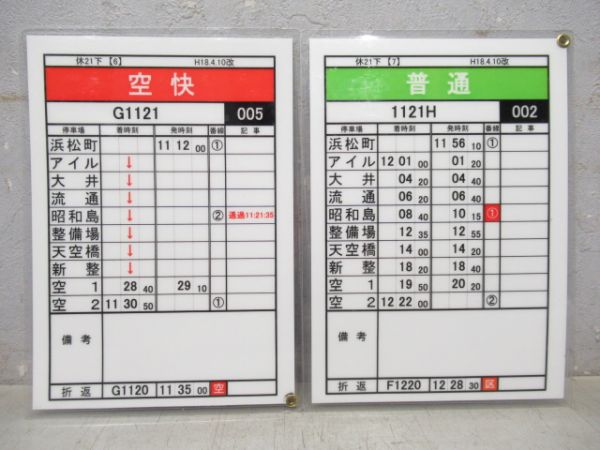 休21下【6】 H18.4.10改
空快
G1121 005
停車場 着時刻 発時刻 番線 記事
浜松町 11 12 00 ①
アイル ↓
大井 ↓
流通 ↓
昭和島 ↓ ② 通過11:21:35
整備場 ↓
天空橋 ↓
新整 ↓
空1 28 40 29 10
空2 11 30 50 ①
備考
折返 G1120 11 35 00 空
休21下【7】 H18.4.10改
普通
1121H 002
停車場 着時刻 発時刻 番線 記事
浜松町 11 56 10 ①
アイル 12 01 00 01 20
大井 04 20 04 40
流通 06 20 06 40
昭和島 08 40 10 15 ①
整備場 12 35 12 55
天空橋 14 00 14 20
新整 18 20 18 40
空1 19 50 20 20
空2 12 22 00 ②
備考
折返 F1220 12 28 30 区